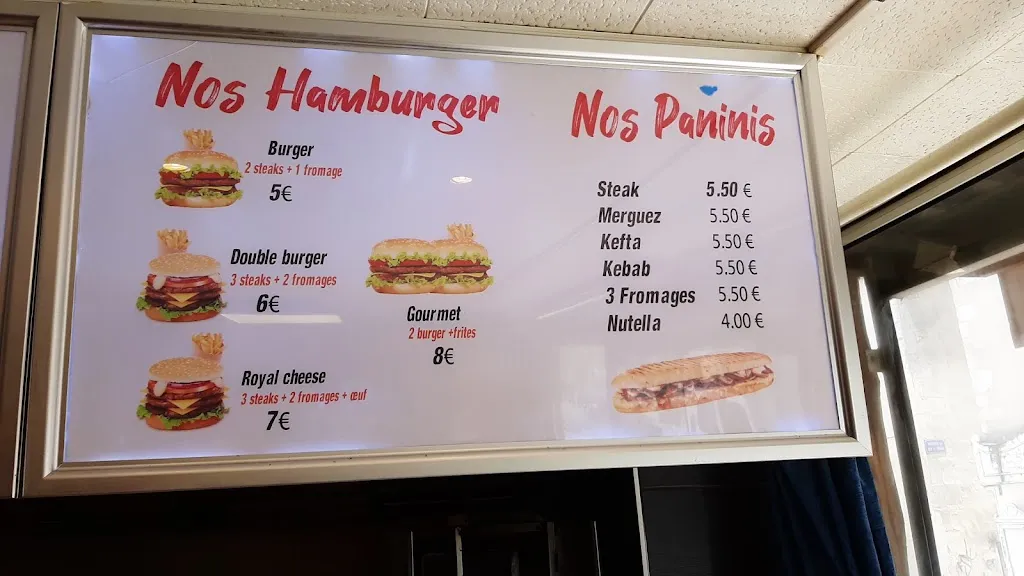 Nos Hamburger
Burger
2 steaks + 1 fromage
5€
Double burger
3 steaks + 2 fromages
6€
Royal cheese
3 steaks + 2 fromages + œuf
7€
Gourmet
2 burger +frites
8€
Nos Paninis
Steak 5.50 €
Merguez 5.50 €
Kefta 5.50 €
Kebab 5.50 €
3 Fromages 5.50 €
Nutella 4.00 €